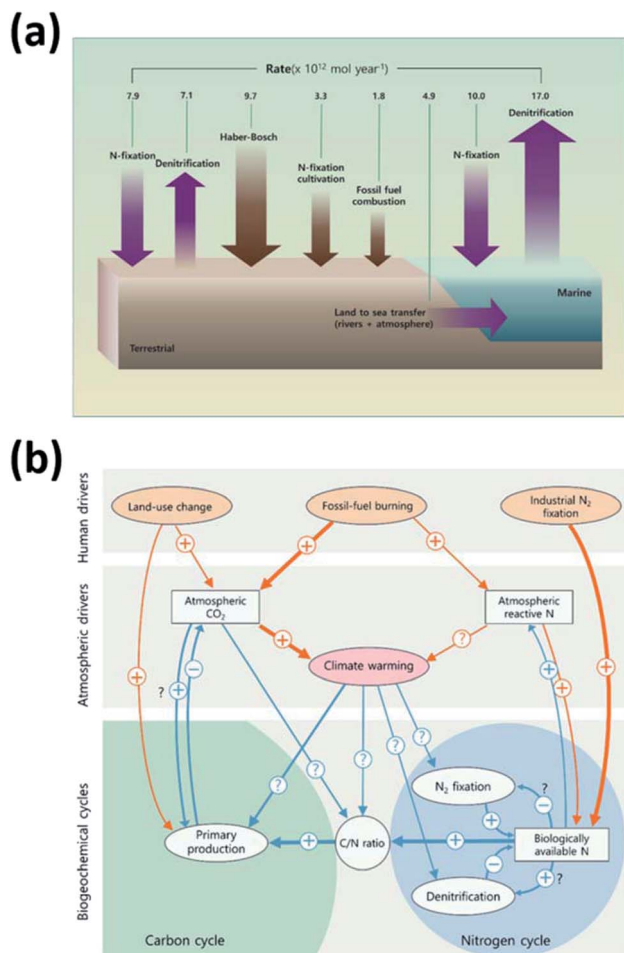 (a)
Rate(x 10¹² mol year⁻¹)
7.9 7.1 9.7 3.3 1.8 4.9 10.0 17.0
N-fixation
Denitrification
Haber-Bosch
N-fixation
cultivation
Fossil fuel
combustion
N-fixation
Denitrification
Land to sea transfer
(rivers + atmosphere)
Marine
Terrestrial
(b)
Human drivers
Land-use change
Fossil-fuel burning
Industrial N₂
fixation
+
+
+
Atmospheric drivers
Atmospheric
CO₂
Atmospheric
reactive N
+
?
Climate warming
+
? +
−
+
+
+
Biogeochemical cycles
?
?
?
?
?
N₂ fixation
?
−
+
Primary
production
+
C/N ratio
+
Biologically
available N
−
+ ?
Denitrification
Carbon cycle
Nitrogen cycle